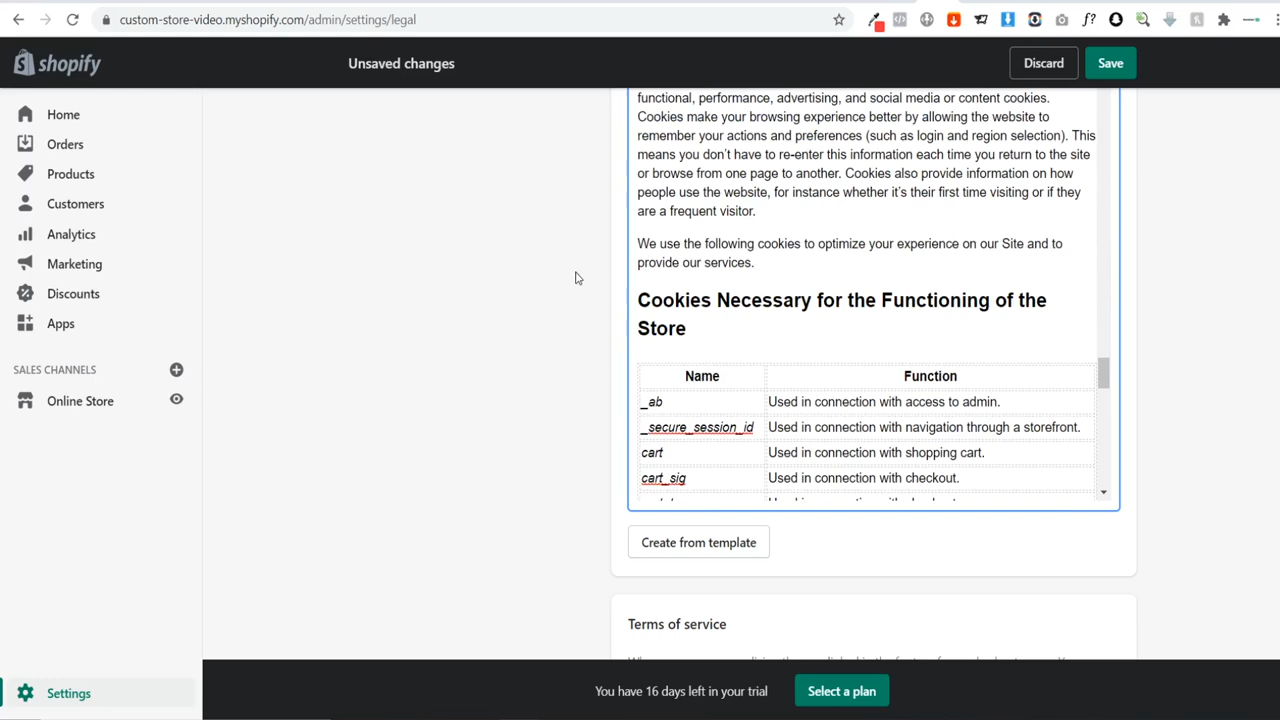 custom-store-video.myshopify.com/admin/settings/legal
shopify
Unsaved changes
Discard
Save
Home
Orders
Products
Customers
Analytics
Marketing
Discounts
Apps
SALES CHANNELS
Online Store
Settings
functional, performance, advertising, and social media or content cookies.
Cookies make your browsing experience better by allowing the website to
remember your actions and preferences (such as login and region selection). This
means you don’t have to re-enter this information each time you return to the site
or browse from one page to another. Cookies also provide information on how
people use the website, for instance whether it’s their first time visiting or if they
are a frequent visitor.
We use the following cookies to optimize your experience on our Site and to
provide our services.
Cookies Necessary for the Functioning of the
Store
Name Function
_ab Used in connection with access to admin.
_secure_session_id Used in connection with navigation through a storefront.
cart Used in connection with shopping cart.
cart_sig Used in connection with checkout.
Create from template
Terms of service
You have 16 days left in your trial
Select a plan